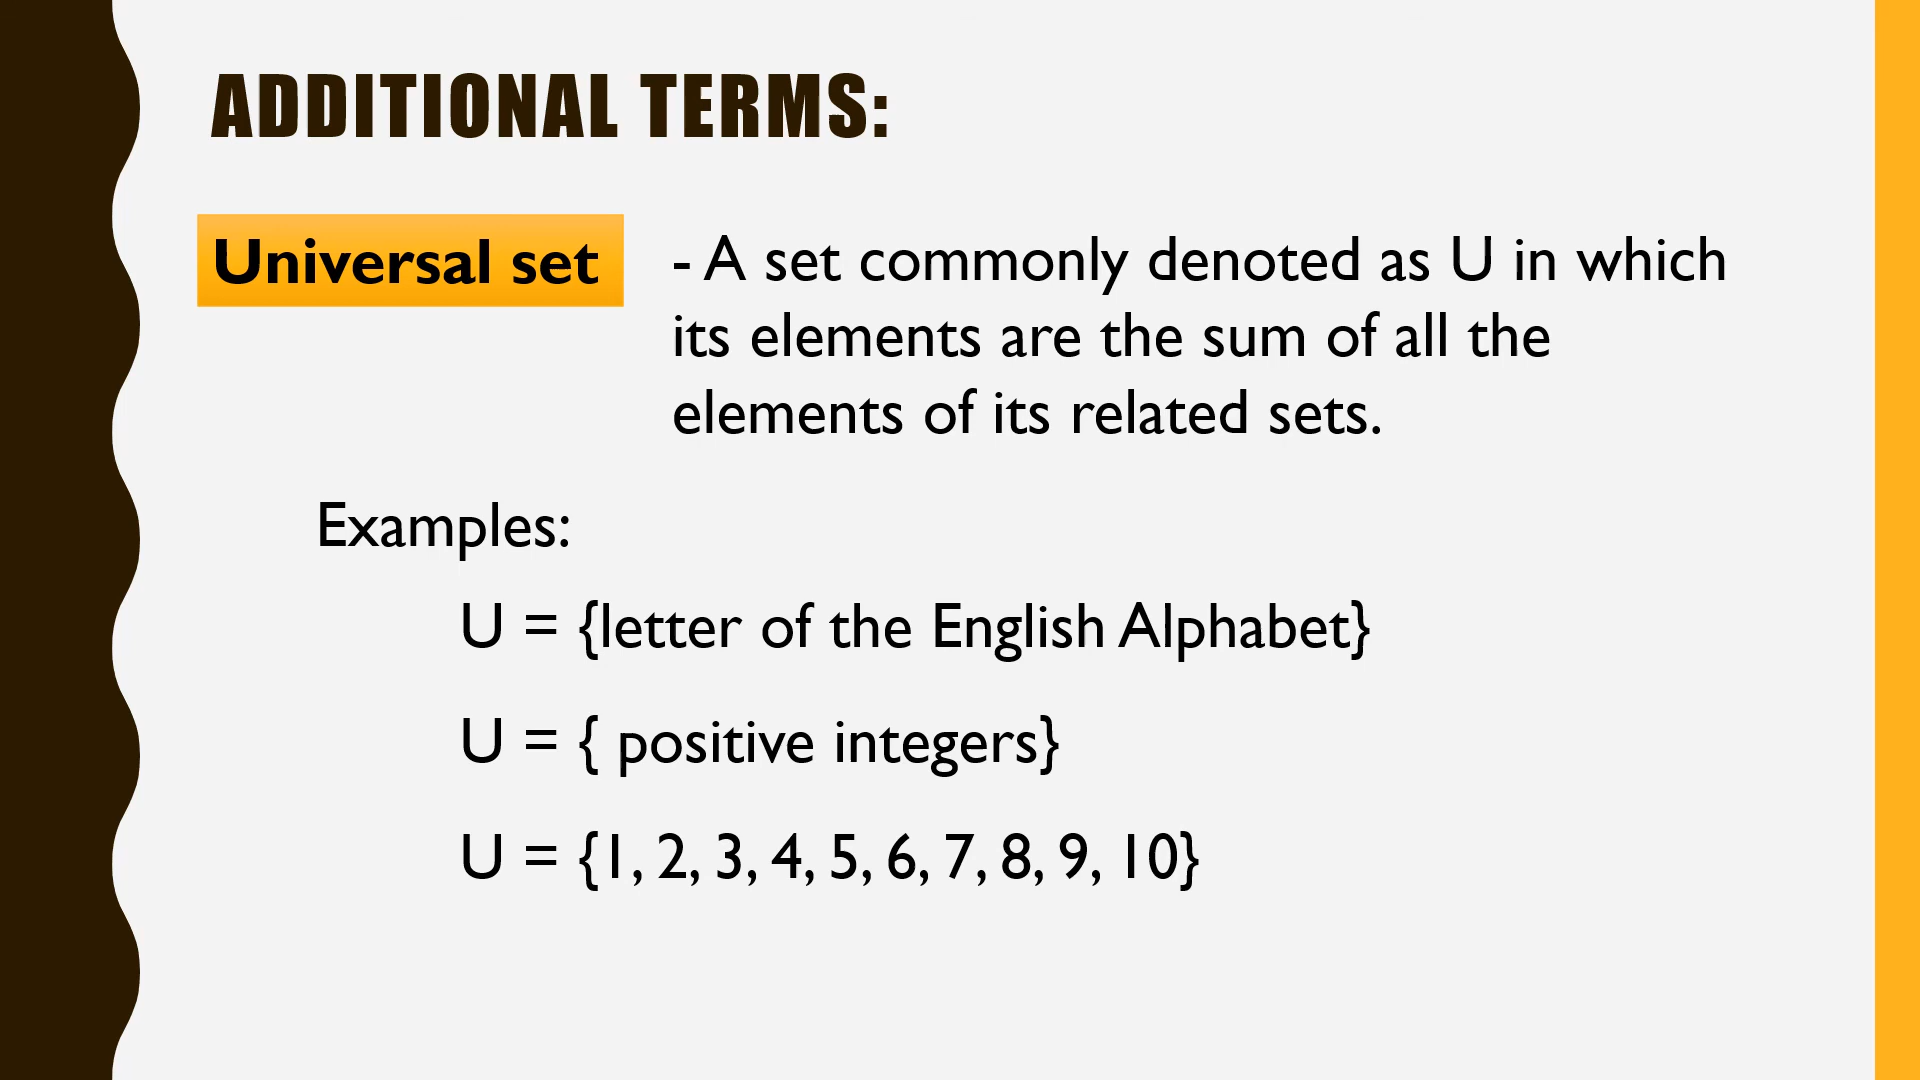 ADDITIONAL TERMS:
Universal set
- A set commonly denoted as U in which
its elements are the sum of all the
elements of its related sets.
Examples:
U = {letter of the English Alphabet}
U = { positive integers}
U = {1, 2, 3, 4, 5, 6, 7, 8, 9, 10}